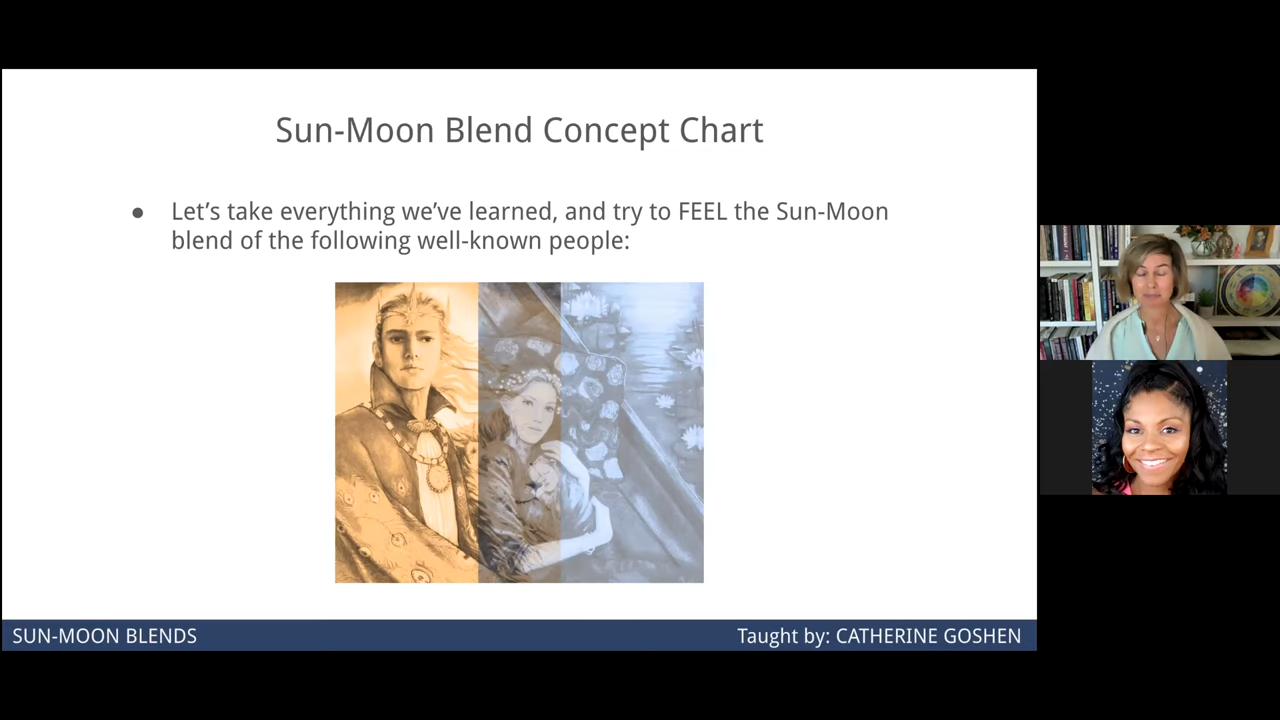 Sun-Moon Blend Concept Chart
● Let’s take everything we’ve learned, and try to FEEL the Sun-Moon
blend of the following well-known people:
SUN-MOON BLENDS
Taught by: CATHERINE GOSHEN